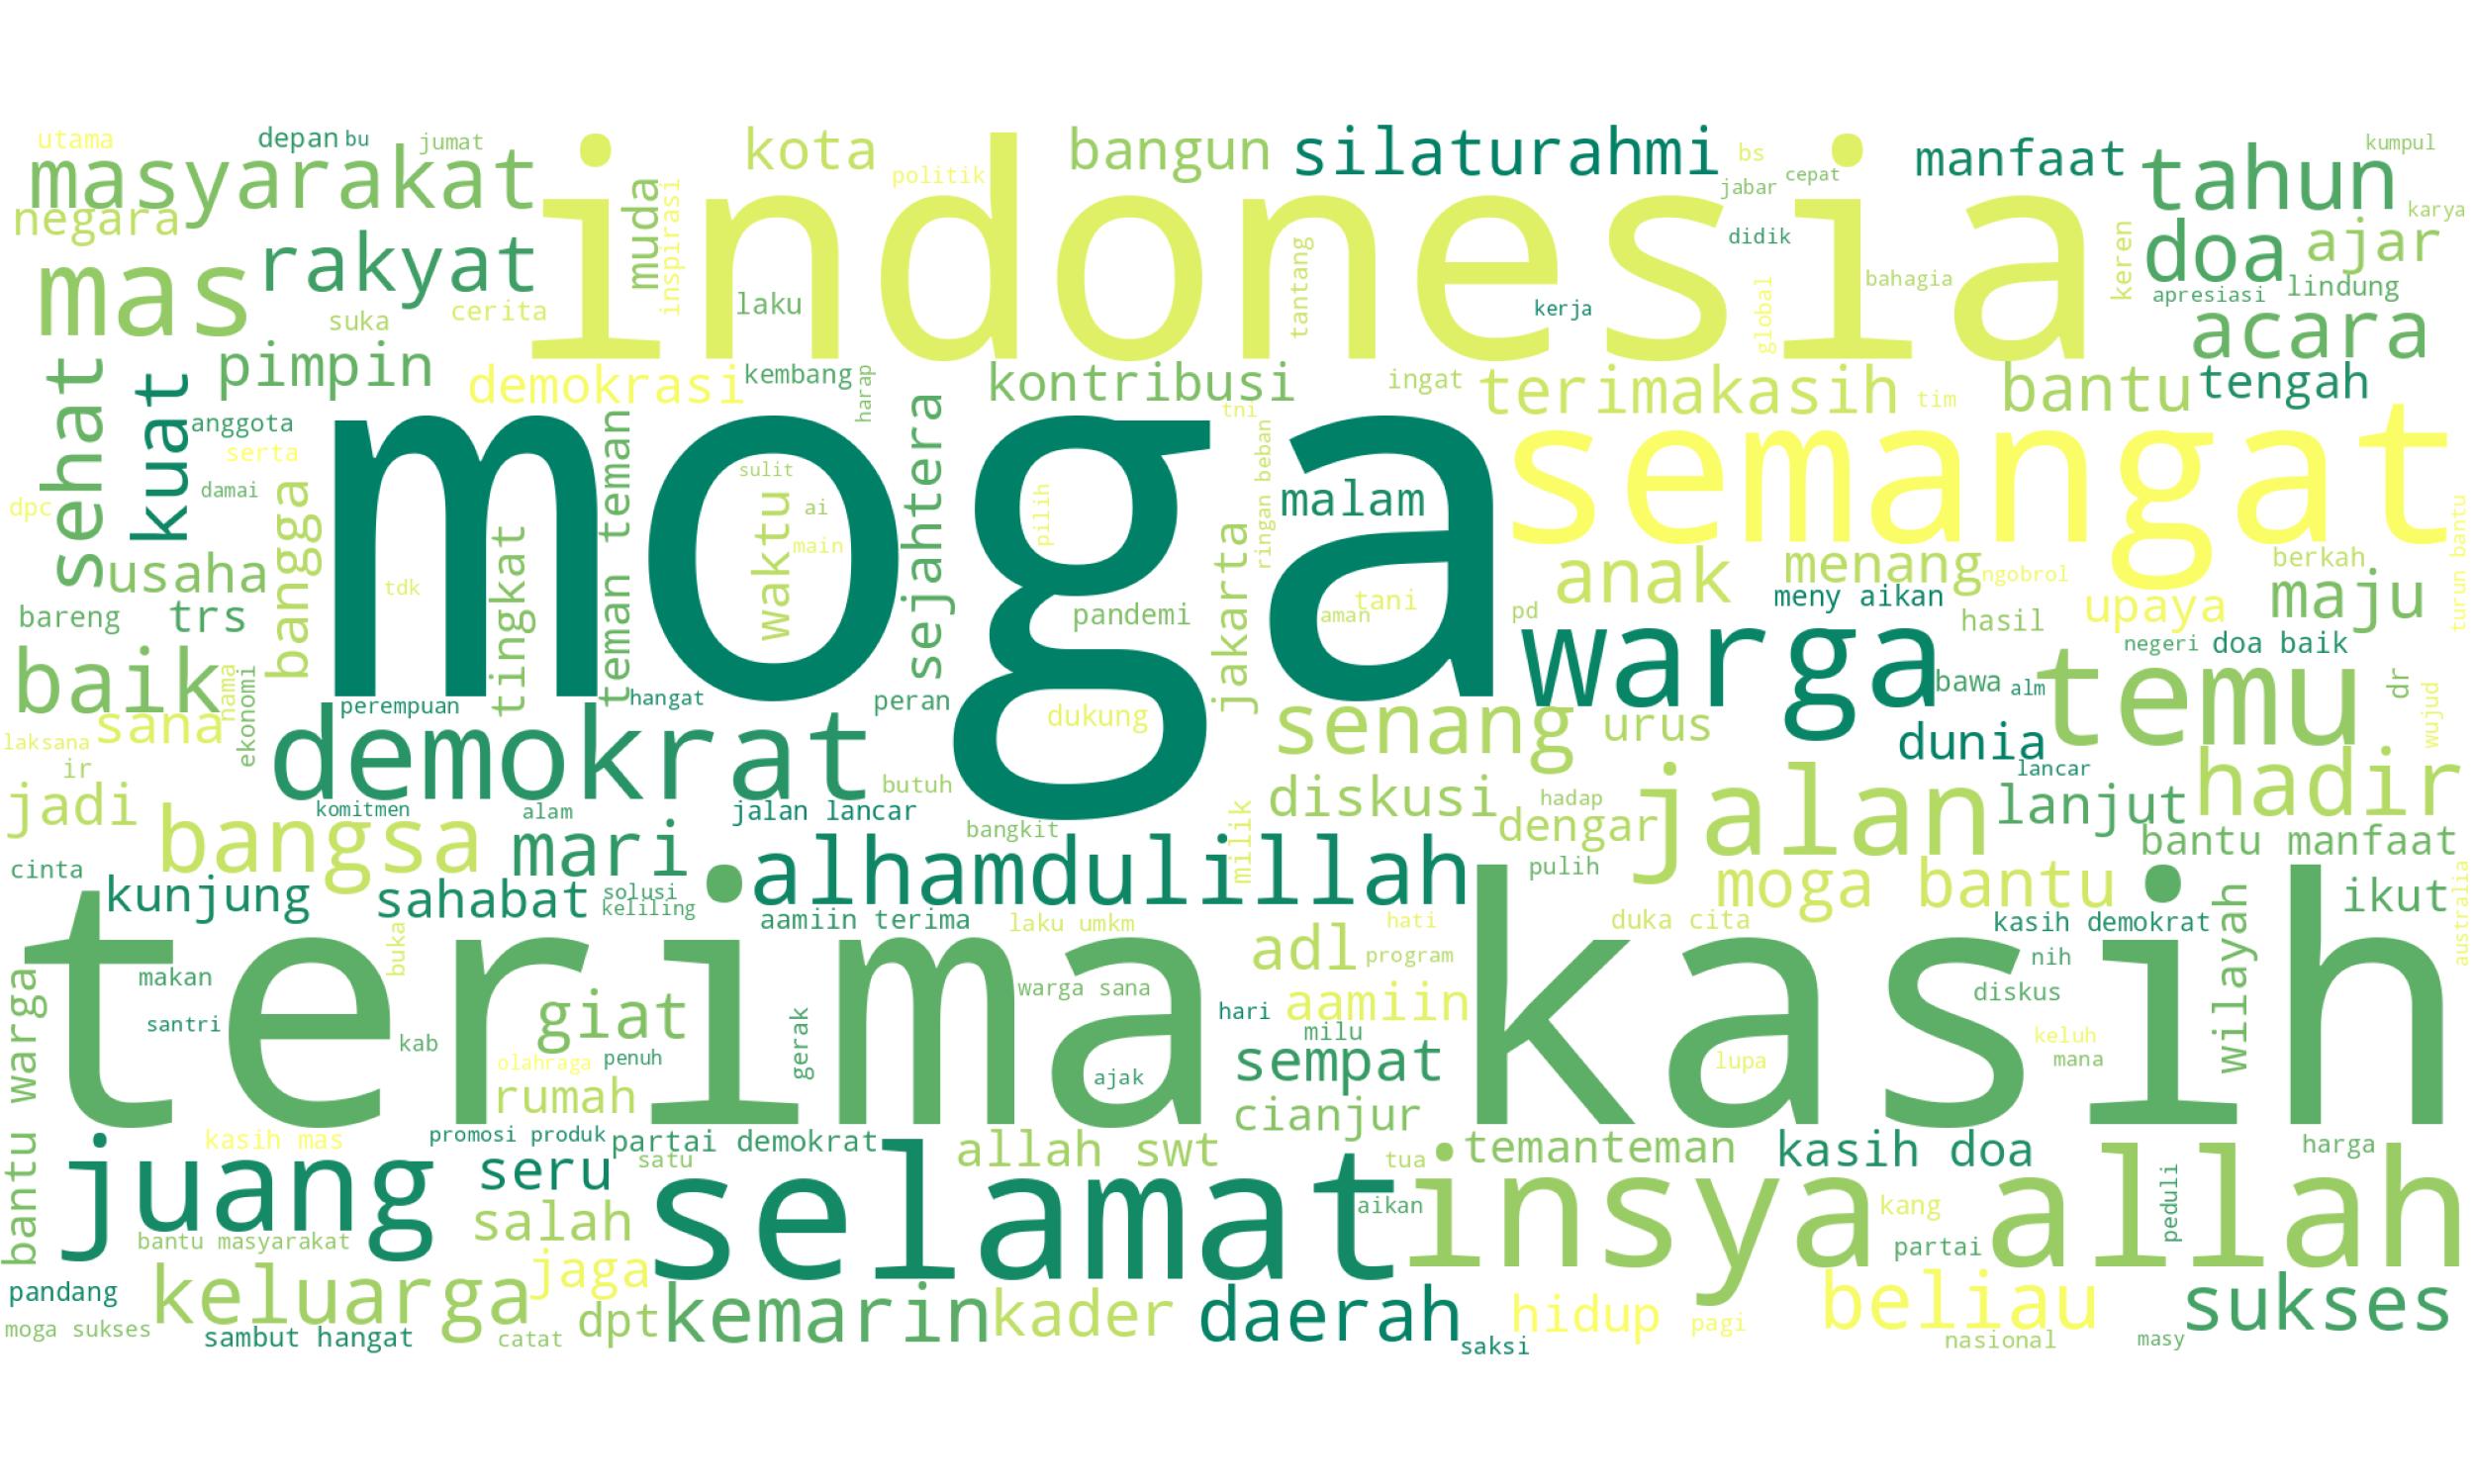 utama
depan
bu
jumat
kota
politik
bangun
silaturahmi
bs
jabar
cepat
manfaat
tahun
kumpul
karya
masyarakat
negara
muda
inspirasi
indonesia
didik
bahagia
keren
doa
ajar
apresiasi
lindung
mas
rakyat
suka
cerita
laku
tantang
kerja
global
acara
sehat
kuat
pimpin
demokrasi
kembang
harap
kontribusi
ingat
terimakasih
tim
bantu
tengah
anggota
serta
damai
dpc
bangga
moga
teman teman
sulit
waktu
ai
main
sejahtera
pilih
tni
ringan beban
malam
semangat
turun bantu
usaha
bareng
trs
tdk
tingkat
pandemi
jakarta
aman
tani
anak
menang
ngobrol
meny aikan
pd
hasil
upaya
berkah
maju
baik
sana
nama
ekonomi
laksana
ir
perempuan
hangat
peran
dukung
warga
bawa
alm
negeri
doa baik
temu
dr
wujud
demokrat
senang
urus
dunia
lancar
jadi
bangsa
komitmen
alam
jalan lancar
butuh
bangkit
milik
diskusi
hadap
dengar
jalan
lanjut
hadir
cinta
kunjung
mari
sahabat
solusi
keliling
alhamdulillah
pulih
moga bantu
bantu manfaat
ikut
australia
aamiin terima
laku umkm
hati
duka cita
kasih demokrat
wilayah
terima kasih
buka
makan
santri
kab
giat
olahraga
penuh
rumah
gerak
warga sana
ajak
adl
program
hari
aamiin
milu
sempat
cianjur
lupa
nih
diskus
keluh
mana
bantu warga
kasih mas
promosi produk
partai demokrat
allah swt
temanteman
kasih doa
harga
juang
seru
satu
selamat
tua
aikan
insya allah
kang
partai
peduli
bantu masyarakat
salah
jaga
pandang
keluarga
dpt
kemarin
kader
daerah
hidup
beliau
sukses
moga sukses
sambut hangat
catat
saksi
pagi
nasional
masy